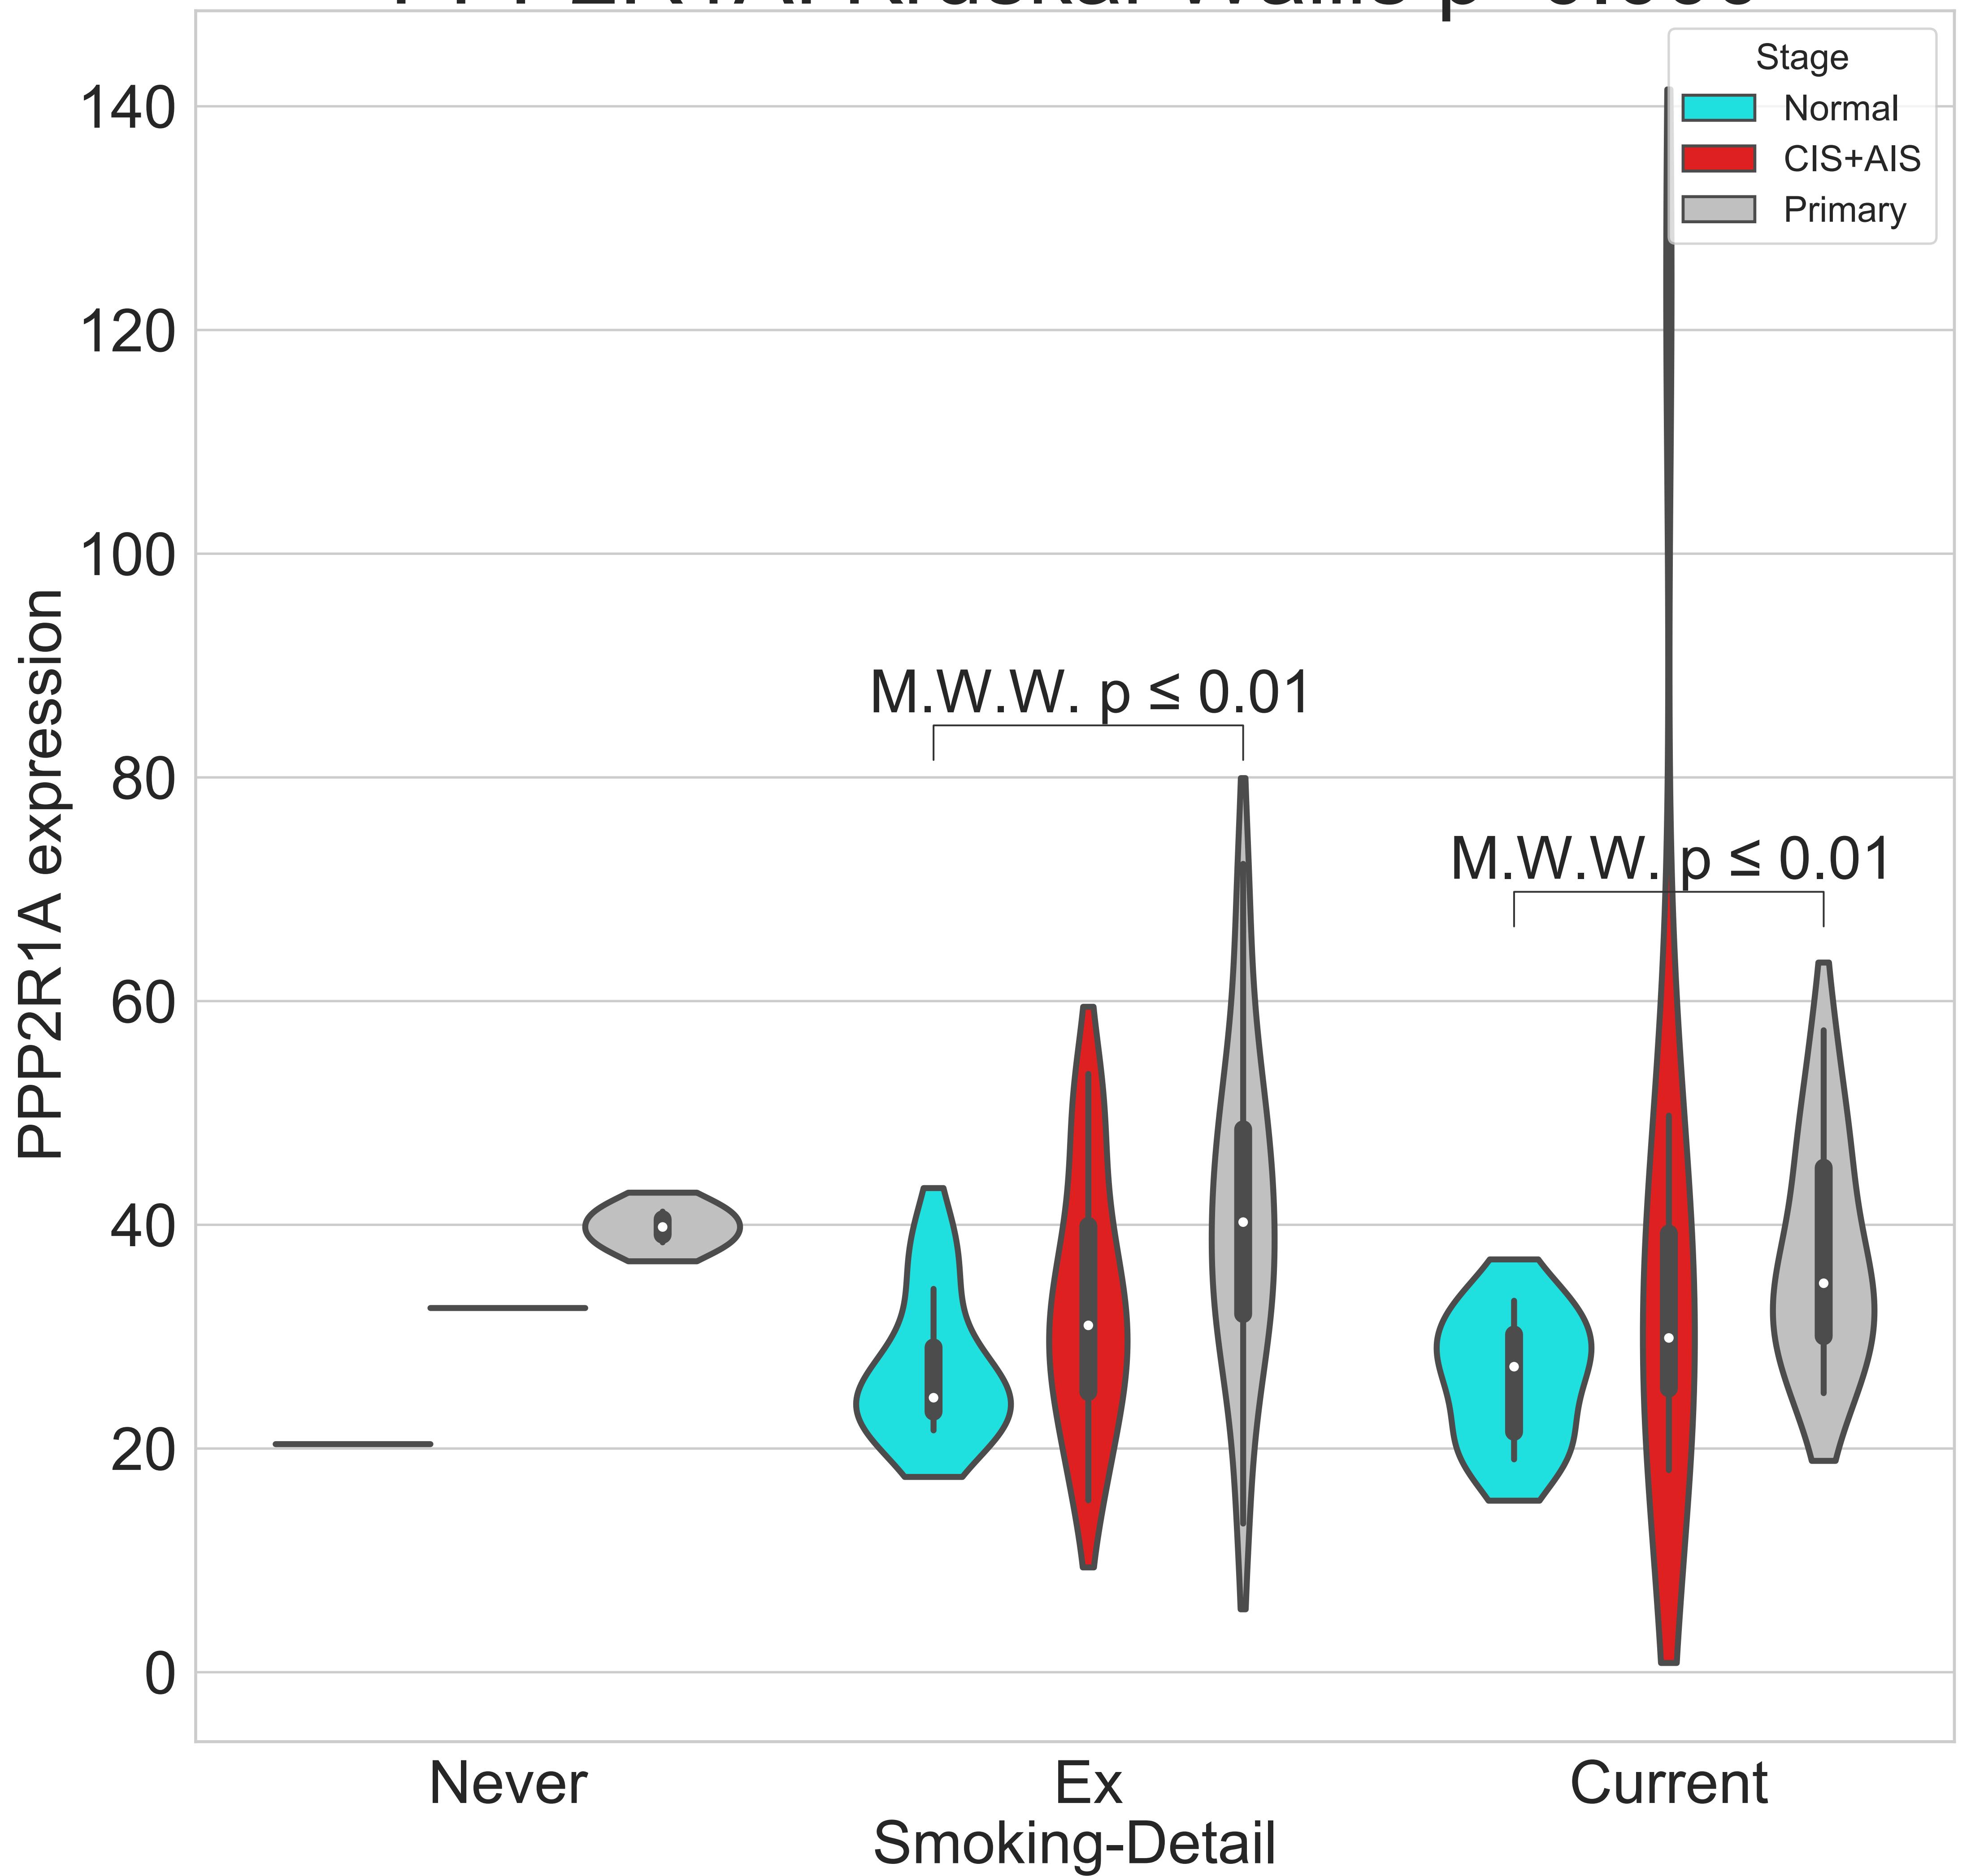 Stage
Normal
CIS+AIS
Primary
140
120
100
80
60
40
20
0
PPP2R1A expression
M.W.W. p ≤ 0.01
M.W.W. p ≤ 0.01
Never
Ex
Current
Smoking-Detail